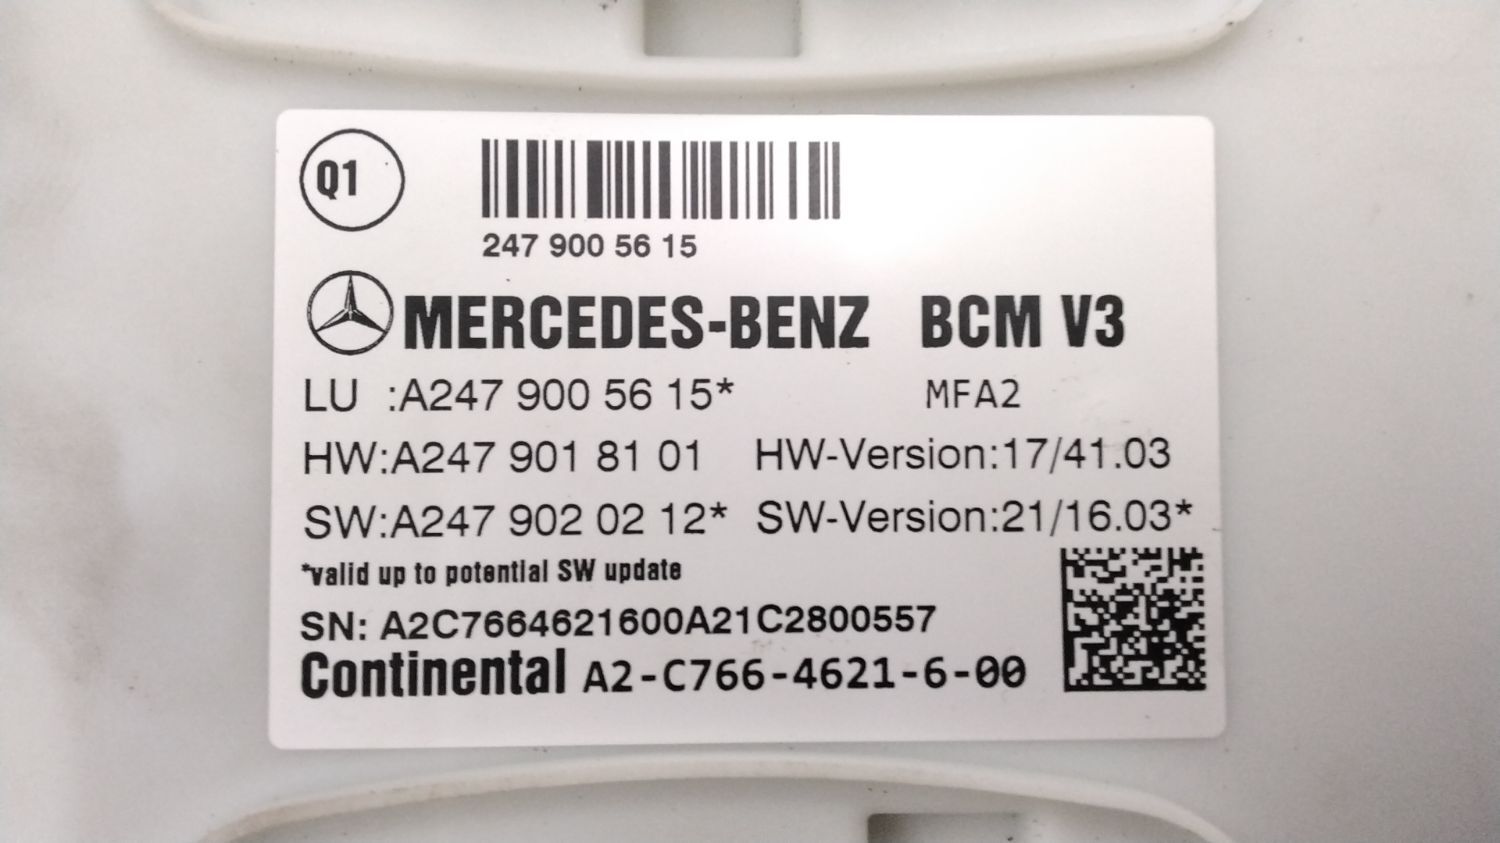 Q1
247 900 56 15
MERCEDES-BENZ BCM V3
LU :A247 900 56 15* MFA2
HW:A247 901 81 01 HW-Version:17/41.03
SW:A247 902 02 12* SW-Version:21/16.03*
*valid up to potential SW update
SN: A2C7664621600A21C2800557
Continental A2-C766-4621-6-00